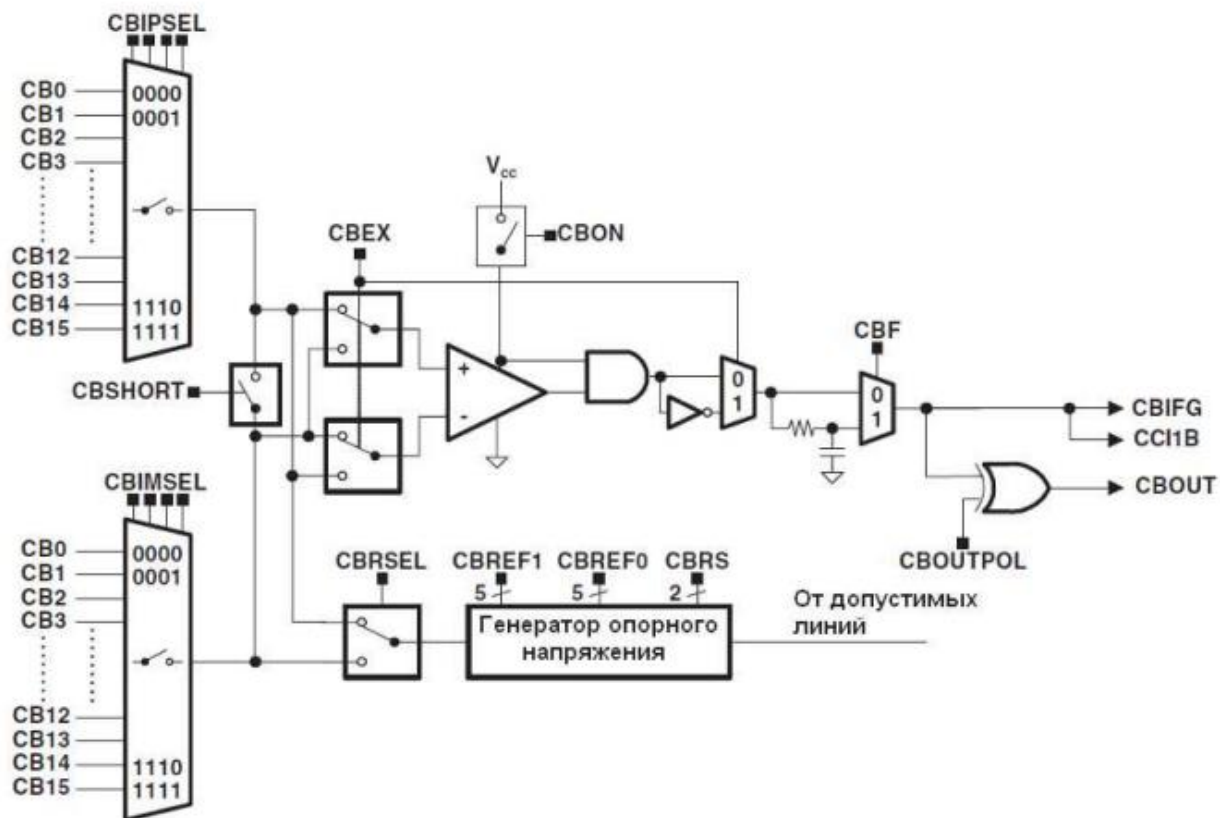 CBIPSEL
CB0
0000
CB1
0001
CB2
CB3
CB12
CB13
CB14
1110
CB15
1111
CBSHORT
CBEX
Vcc
CBON
+
-
0
1
CBF
0
1
CBIFG
CCI1B
CBOUT
CBOUTPOL
CBIMSEL
CB0
0000
CB1
0001
CB2
CB3
CB12
CB13
CB14
1110
CB15
1111
CBRSEL
CBREF1
CBREF0
CBRS
5
5
2
Генератор опорного
напряжения
От допустимых
линий